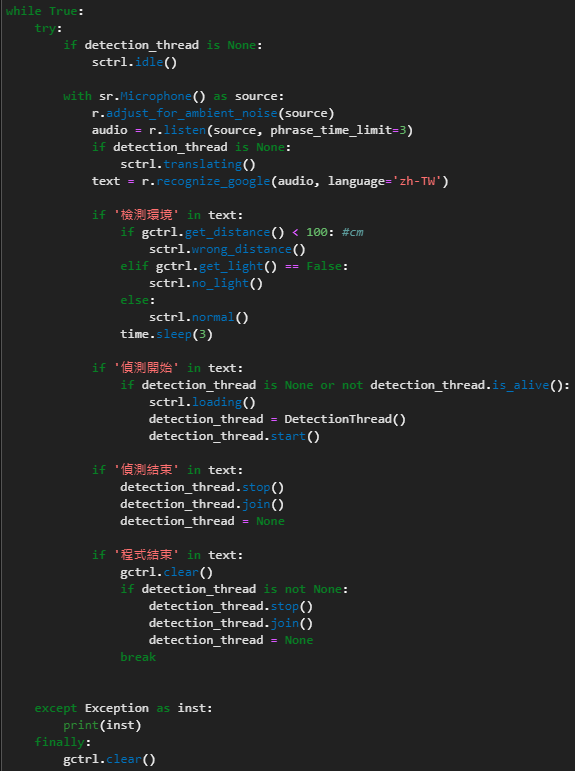 while True:
    try:
        if detection_thread is None:
            sctrl.idle()

        with sr.Microphone() as source:
            r.adjust_for_ambient_noise(source)
            audio = r.listen(source, phrase_time_limit=3)
            if detection_thread is None:
                sctrl.translating()
            text = r.recognize_google(audio, language='zh-TW')

            if '檢測環境' in text:
                if gctrl.get_distance() < 100: #cm
                    sctrl.wrong_distance()
                elif gctrl.get_light() == False:
                    sctrl.no_light()
                else:
                    sctrl.normal()
                time.sleep(3)

            if '偵測開始' in text:
                if detection_thread is None or not detection_thread.is_alive():
                    sctrl.loading()
                    detection_thread = DetectionThread()
                    detection_thread.start()

            if '偵測結束' in text:
                detection_thread.stop()
                detection_thread.join()
                detection_thread = None

            if '程式結束' in text:
                gctrl.clear()
                if detection_thread is not None:
                    detection_thread.stop()
                    detection_thread.join()
                    detection_thread = None
                break


    except Exception as inst:
        print(inst)
    finally:
        gctrl.clear()